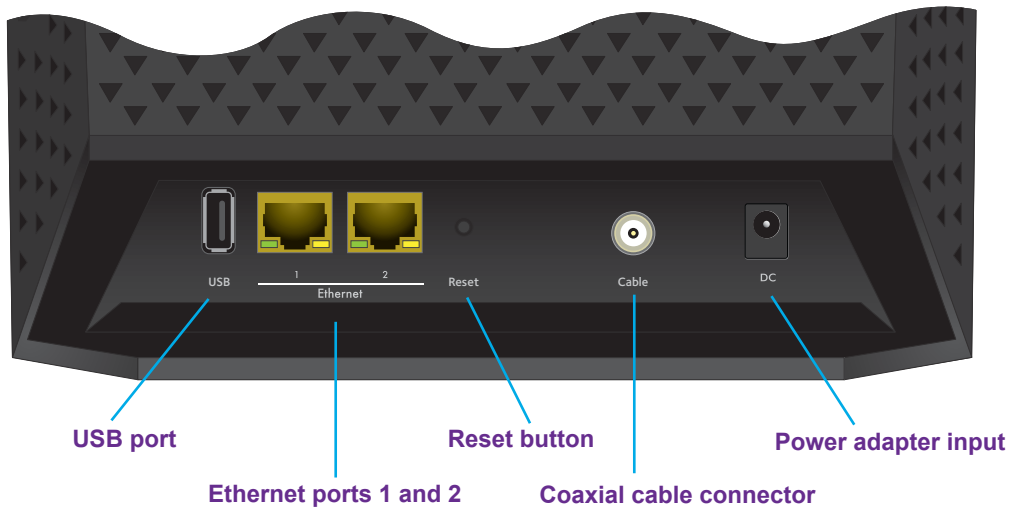 USB
1
2
Ethernet
Reset
Cable
DC
USB port
Reset button
Power adapter input
Ethernet ports 1 and 2
Coaxial cable connector